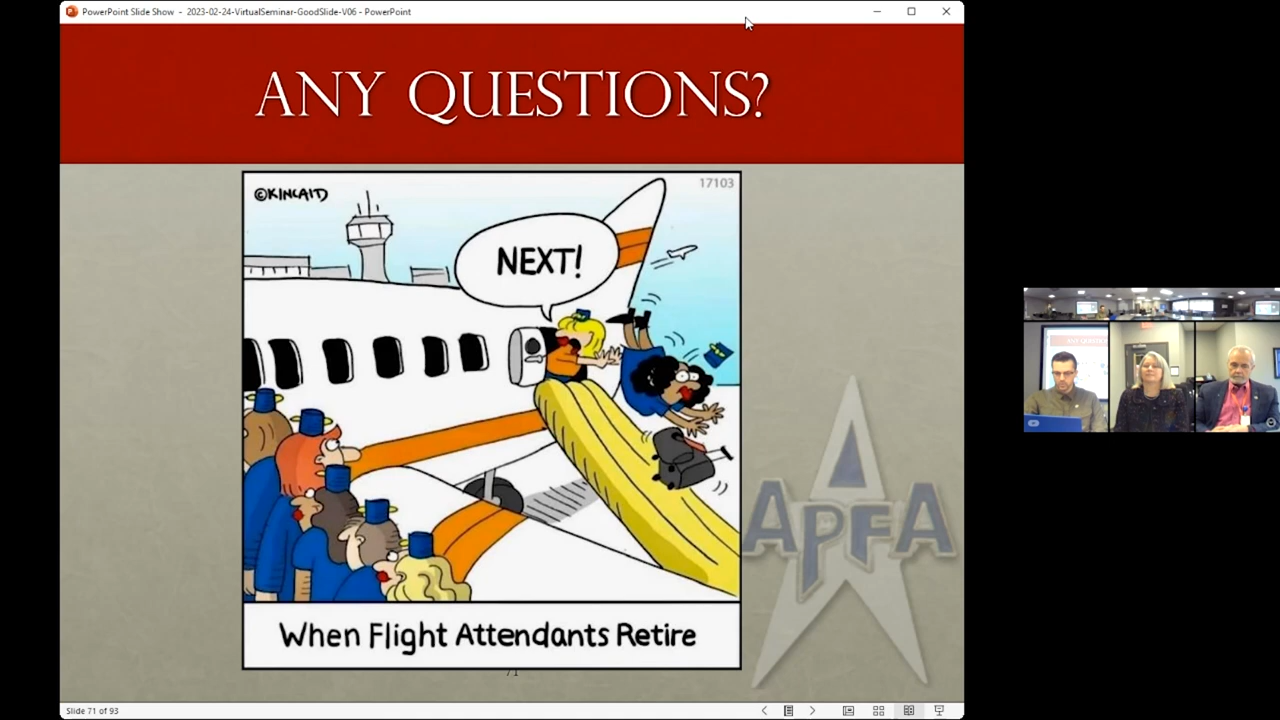 PowerPoint Slide Show - 2023-02-24-VirtualSeminar-GoodSlide-V06 - PowerPoint
ANY QUESTIONS?
©KINCAID
17103
NEXT!
APFA
When Flight Attendants Retire
71
Slide 71 of 93